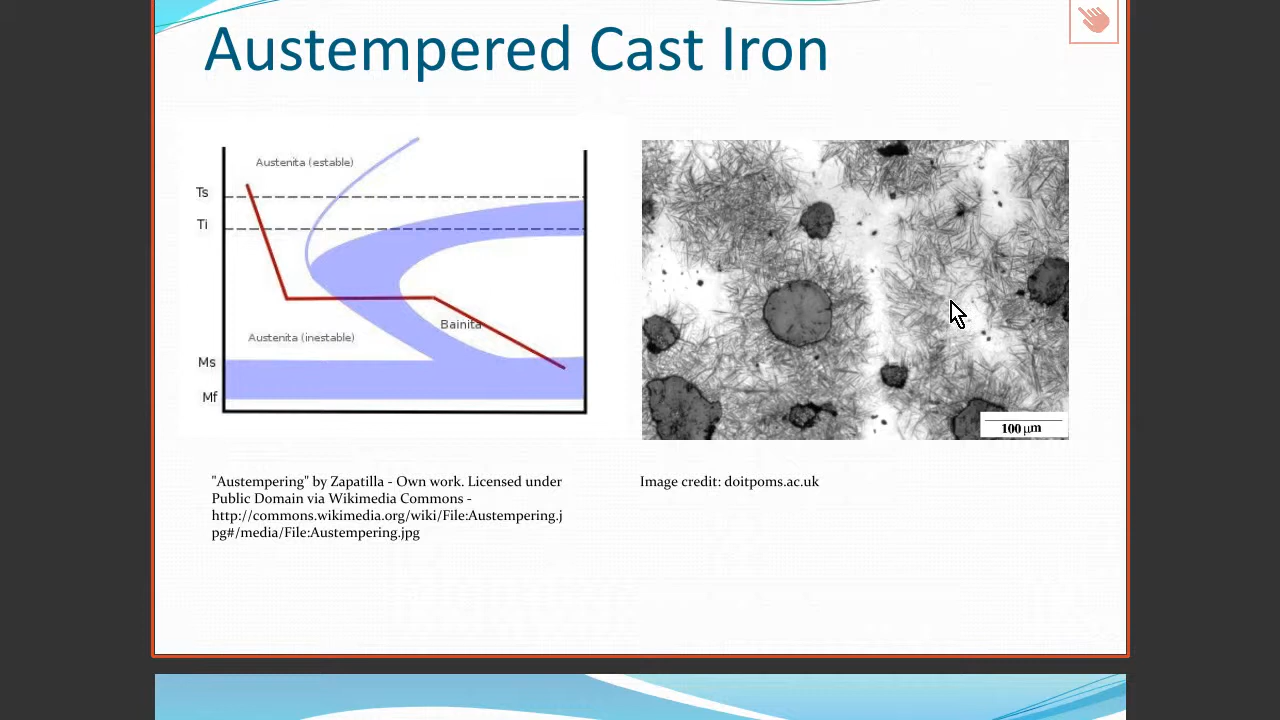 Austempered Cast Iron
Austenita (estable)
Ts
Ti
Bainita
Austenita (inestable)
Ms
Mf
100 µm
"Austempering" by Zapatilla - Own work. Licensed under
Public Domain via Wikimedia Commons -
http://commons.wikimedia.org/wiki/File:Austempering.j
pg#/media/File:Austempering.jpg
Image credit: doitpoms.ac.uk